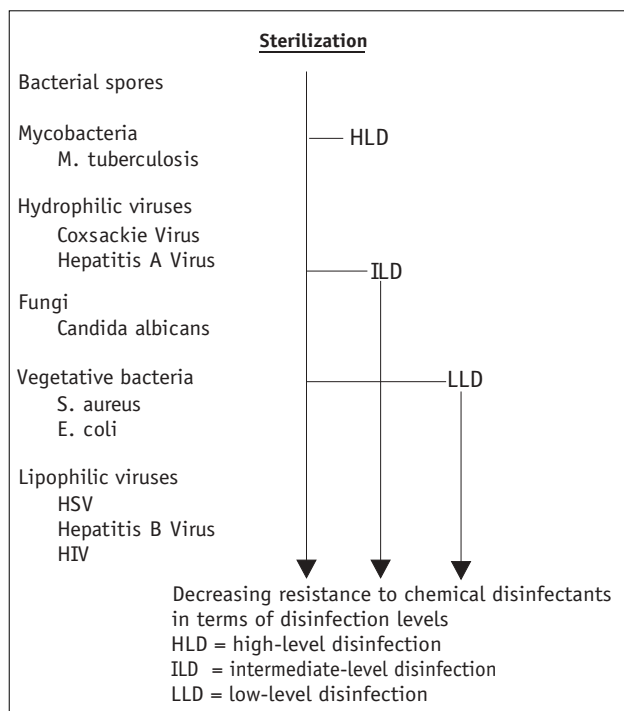 Sterilization
Bacterial spores
Mycobacteria
HLD
M. tuberculosis
Hydrophilic viruses
Coxsackie Virus
Hepatitis A Virus
ILD
Fungi
Candida albicans
Vegetative bacteria
LLD
S. aureus
E. coli
Lipophilic viruses
HSV
Hepatitis B Virus
HIV
Decreasing resistance to chemical disinfectants
in terms of disinfection levels
HLD = high-level disinfection
ILD = intermediate-level disinfection
LLD = low-level disinfection